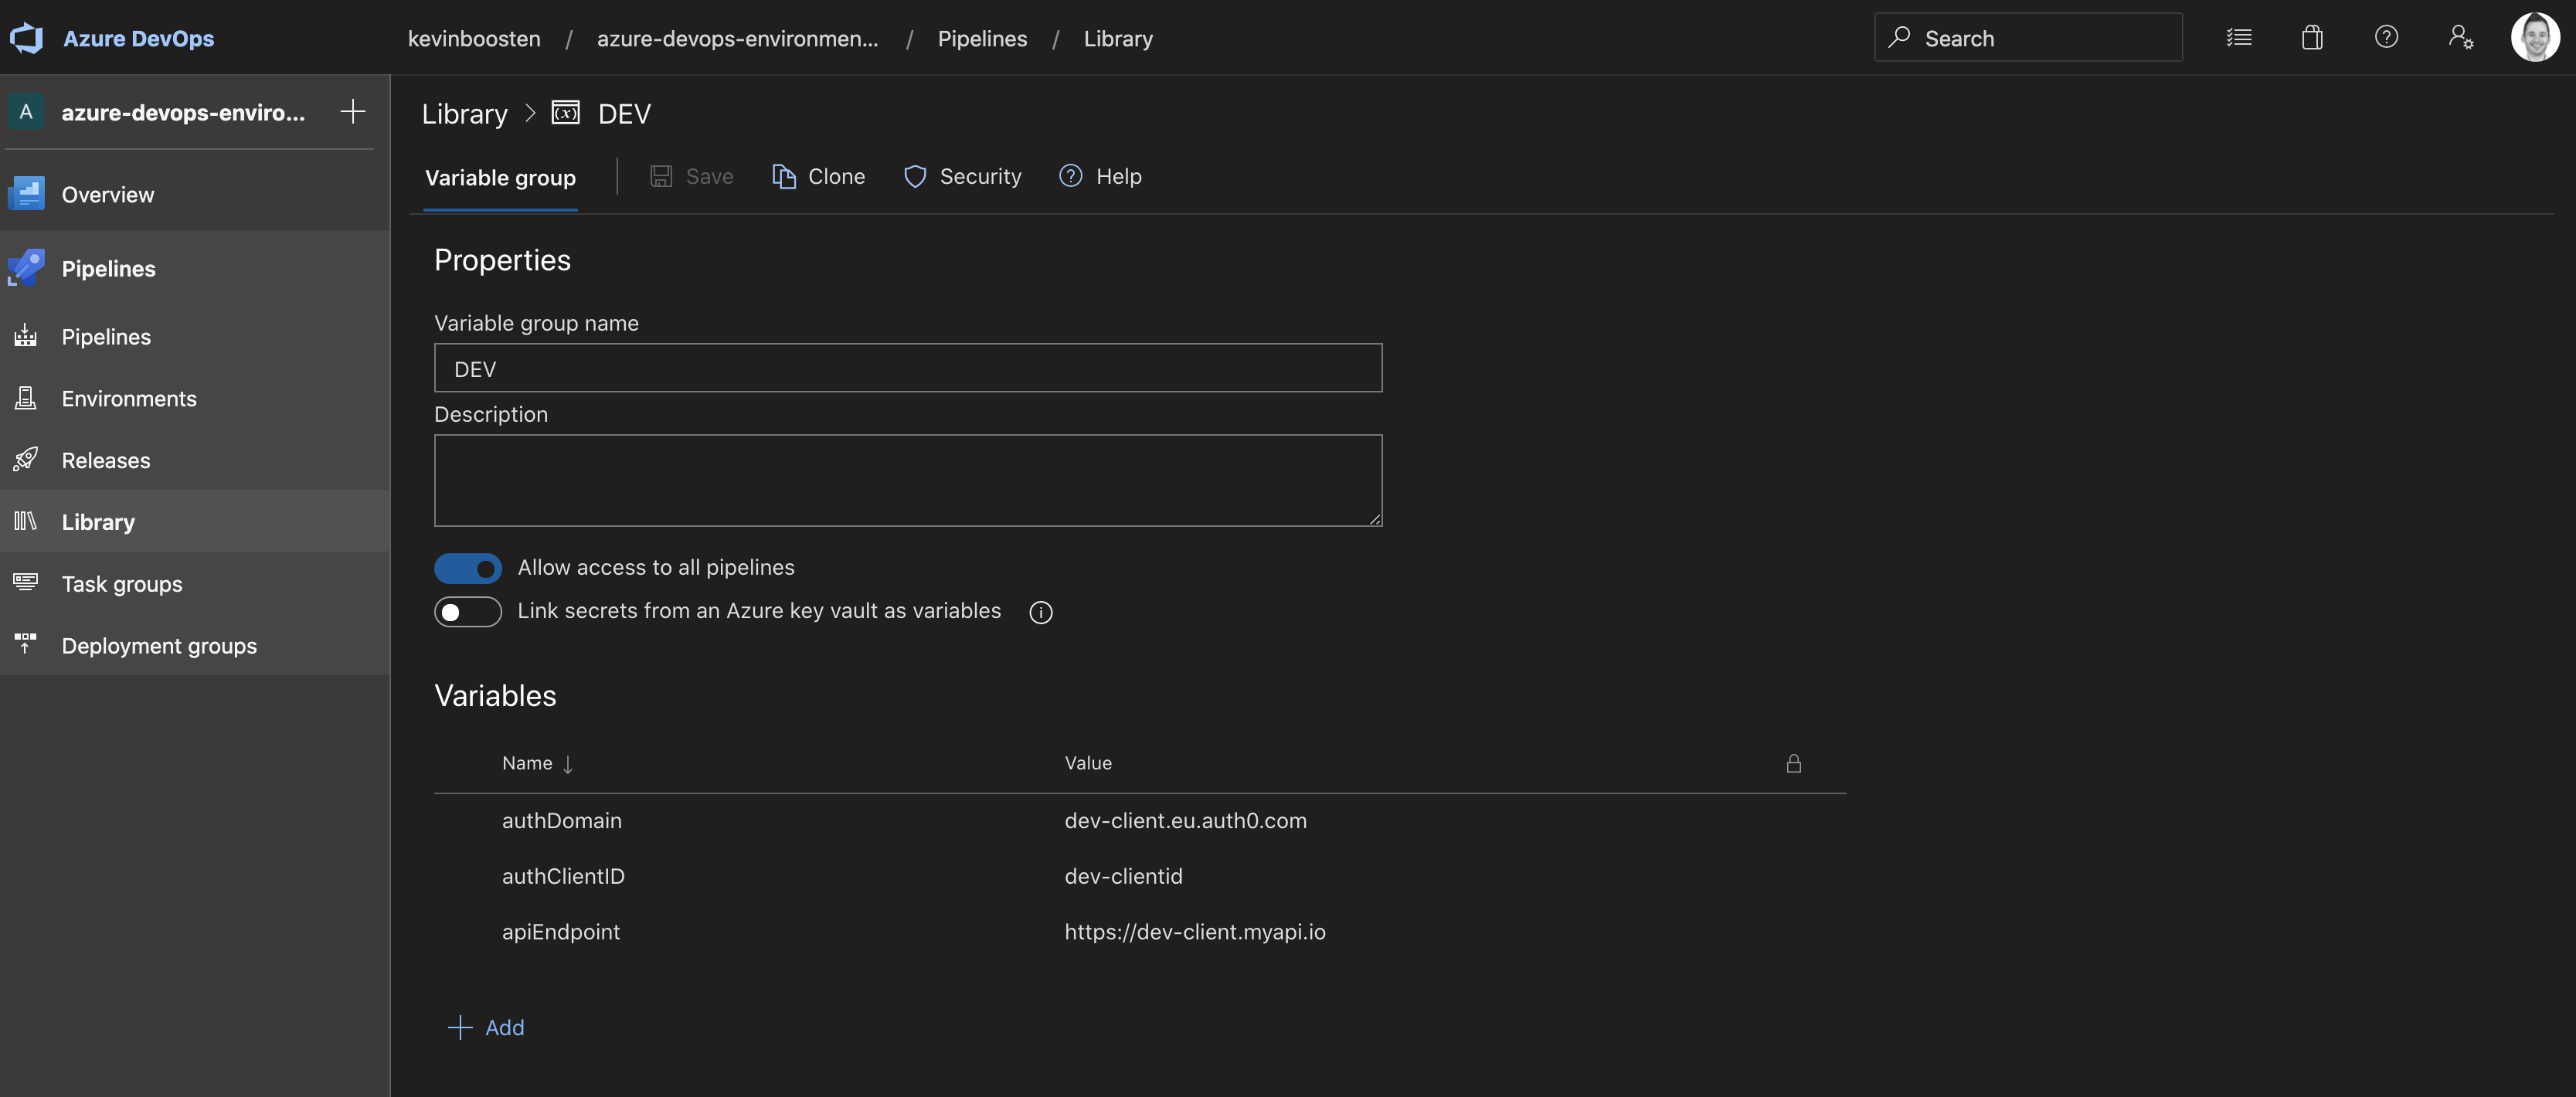 Azure DevOps
kevinboosten / azure-devops-environmen... / Pipelines / Library
Search
A azure-devops-enviro...
Overview
Pipelines
Pipelines
Environments
Releases
Library
Task groups
Deployment groups
Library > (x) DEV
Variable group Save Clone Security ? Help
Properties
Variable group name
DEV
Description
Allow access to all pipelines
Link secrets from an Azure key vault as variables
Variables
Name ↓ Value
authDomain dev-client.eu.auth0.com
authClientID dev-clientid
apiEndpoint https://dev-client.myapi.io
+ Add